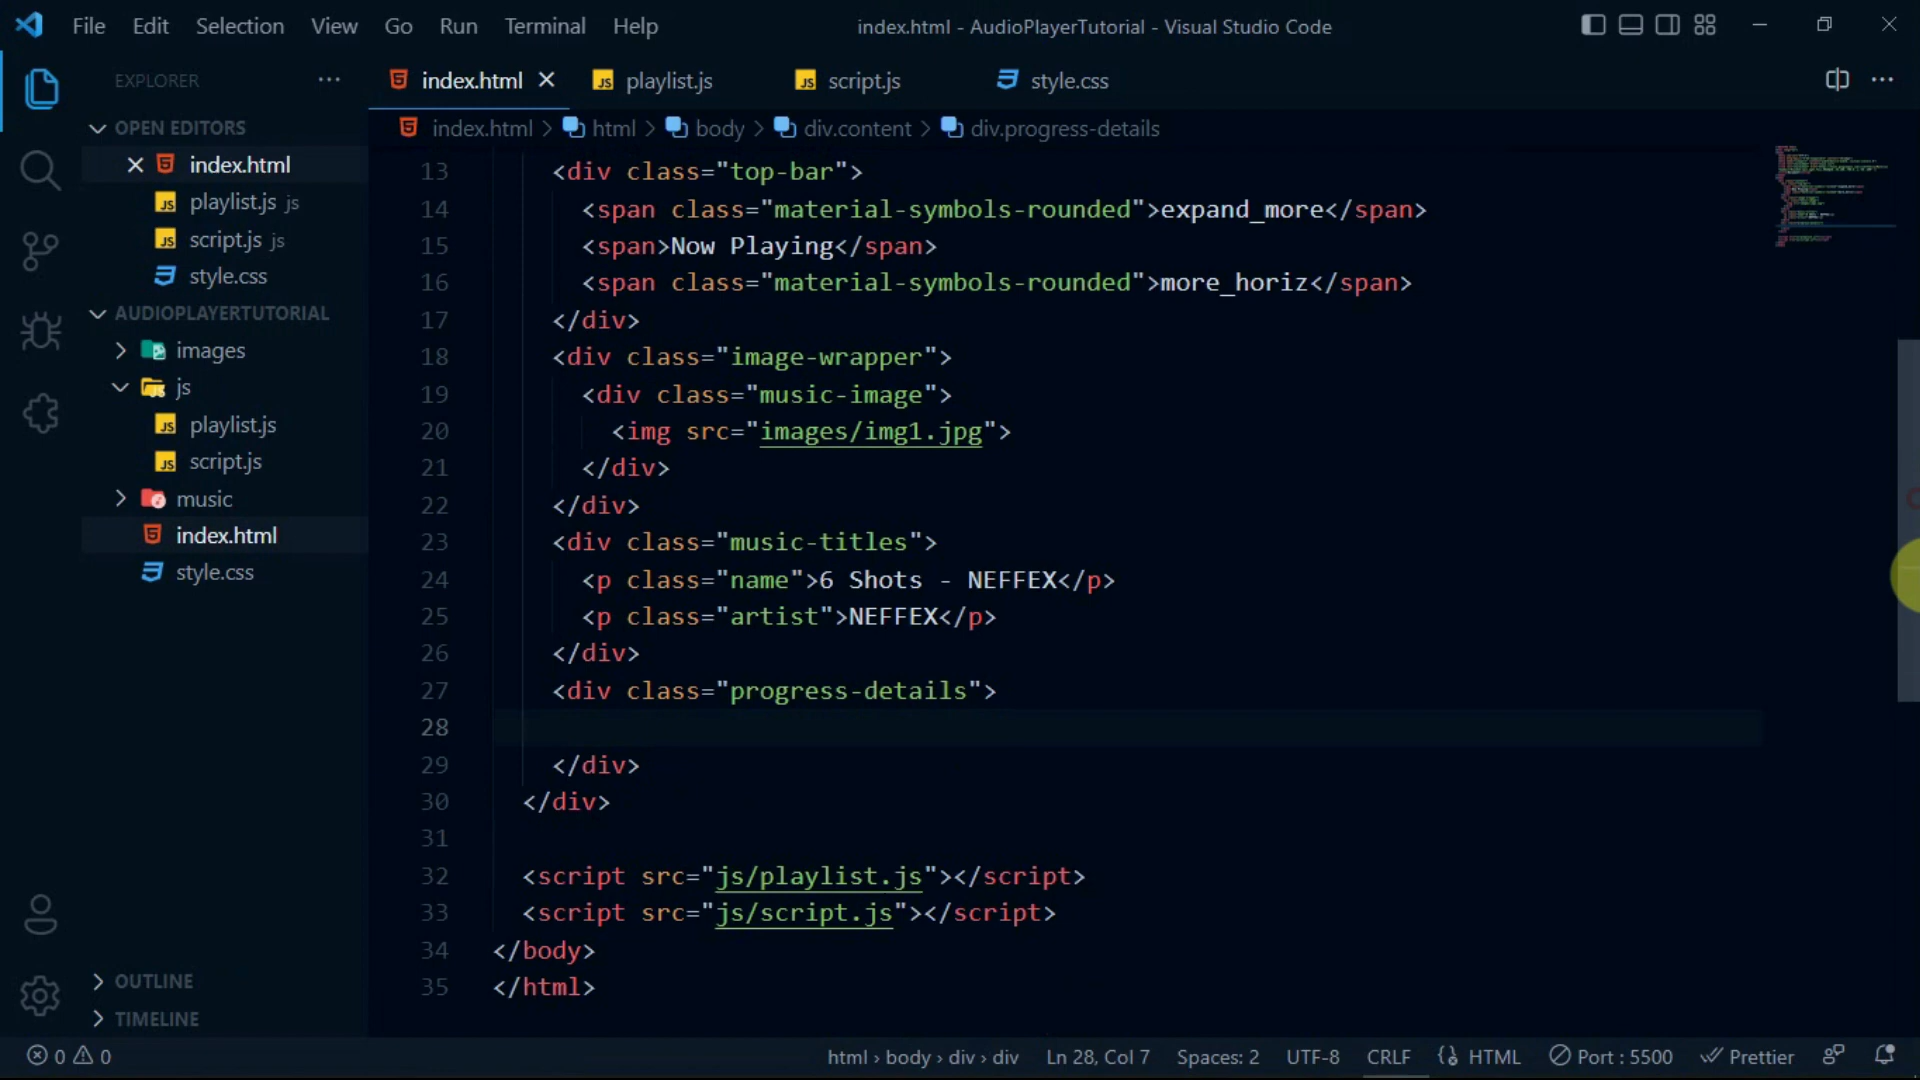 File Edit Selection View Go Run Terminal Help index.html - AudioPlayerTutorial - Visual Studio Code
EXPLORER
OPEN EDITORS
index.html
playlist.js js
script.js js
style.css
AUDIOPLAYERTUTORIAL
images
js
playlist.js
script.js
music
index.html
style.css
OUTLINE
TIMELINE
index.html playlist.js script.js style.css
index.html > html > body > div.content > div.progress-details
13 <div class="top-bar">
14 <span class="material-symbols-rounded">expand_more</span>
15 <span>Now Playing</span>
16 <span class="material-symbols-rounded">more_horiz</span>
17 </div>
18 <div class="image-wrapper">
19 <div class="music-image">
20 <img src="images/img1.jpg">
21 </div>
22 </div>
23 <div class="music-titles">
24 <p class="name">6 Shots - NEFFEX</p>
25 <p class="artist">NEFFEX</p>
26 </div>
27 <div class="progress-details">
28
29 </div>
30 </div>
31
32 <script src="js/playlist.js"></script>
33 <script src="js/script.js"></script>
34 </body>
35 </html>
0 0 html › body › div › div Ln 28, Col 7 Spaces: 2 UTF-8 CRLF HTML Port : 5500 Prettier